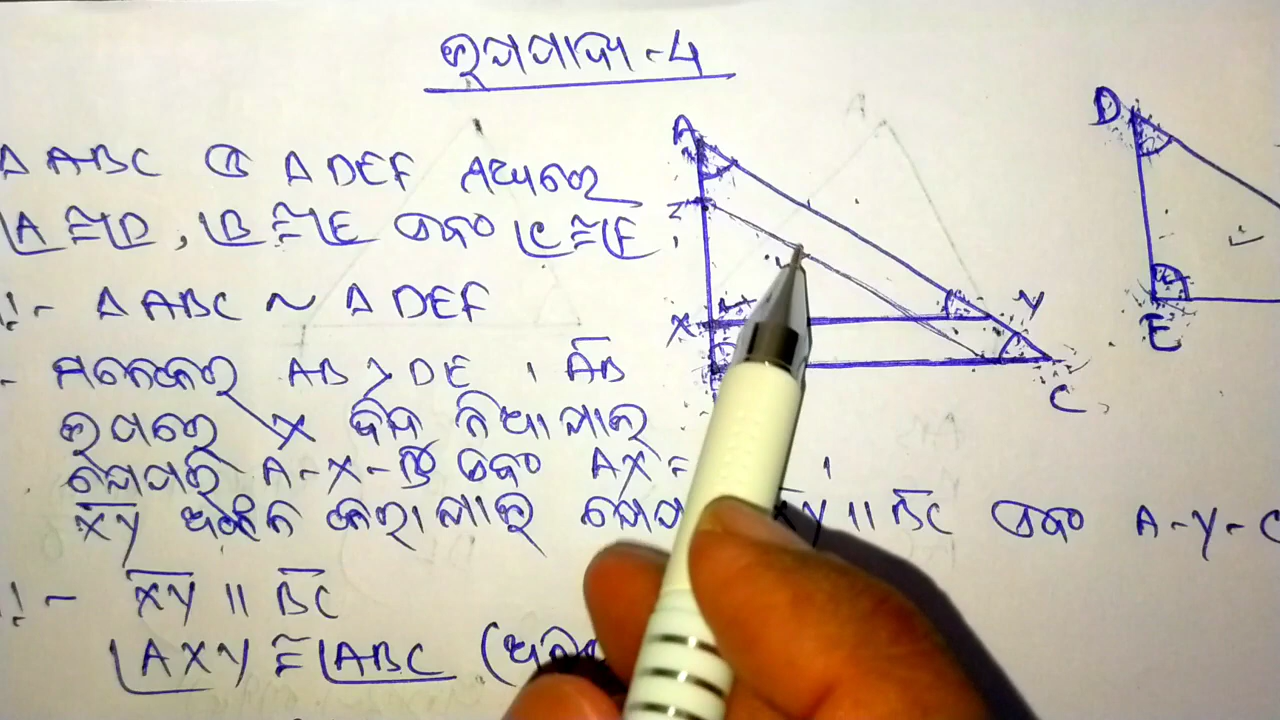 ଉପପାଦ୍ୟ - 4
Δ ABC ଓ Δ DEF ମଧ୍ୟରେ
∠A ≅ ∠D, ∠B ≅ ∠E ଏବଂ ∠C ≅ ∠F
:- Δ ABC ~ Δ DEF
- ମନେକର AB > DE । AB
ଉପରେ X ବିନ୍ଦୁ ନିଆଯାଉ
ଯେପରି A-X-B ଏବଂ AX =
XY ଅଙ୍କନ କରାଯାଉ XY || BC ଏବଂ A-Y-C
:- XY || BC
∠AXY ≅ ∠ABC
A
Z
X
Y
C
D
E